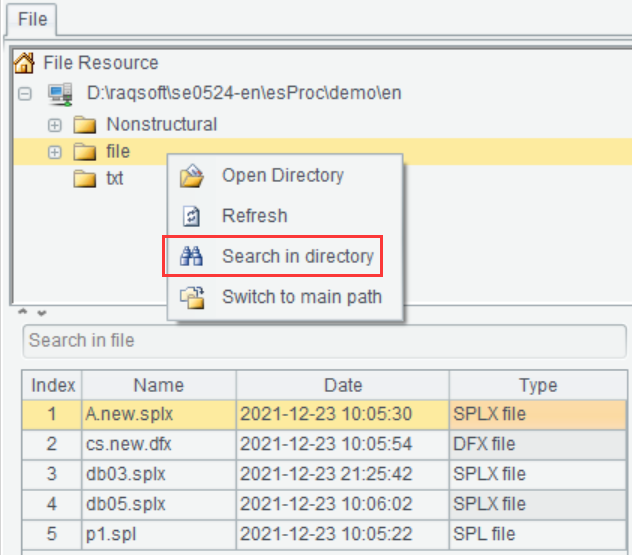 File
File Resource
D:\raqsoft\se0524-en\esProc\demo\en
Nonstructural
file
txt
Open Directory
Refresh
Search in directory
Switch to main path
Search in file
Index Name Date Type
1 A.new.splx 2021-12-23 10:05:30 SPLX file
2 cs.new.dfx 2021-12-23 10:05:54 DFX file
3 db03.splx 2021-12-23 21:25:42 SPLX file
4 db05.splx 2021-12-23 10:06:02 SPLX file
5 p1.spl 2021-12-23 10:05:22 SPL file